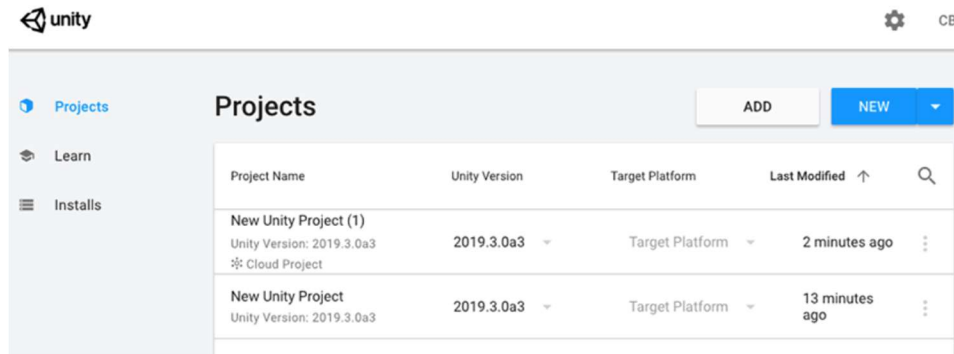 unity
CE
Projects
Learn
Installs
Projects
ADD
NEW
Project Name Unity Version Target Platform Last Modified
New Unity Project (1)
Unity Version: 2019.3.0a3
Cloud Project
2019.3.0a3 Target Platform 2 minutes ago
New Unity Project
Unity Version: 2019.3.0a3
2019.3.0a3 Target Platform 13 minutes
ago